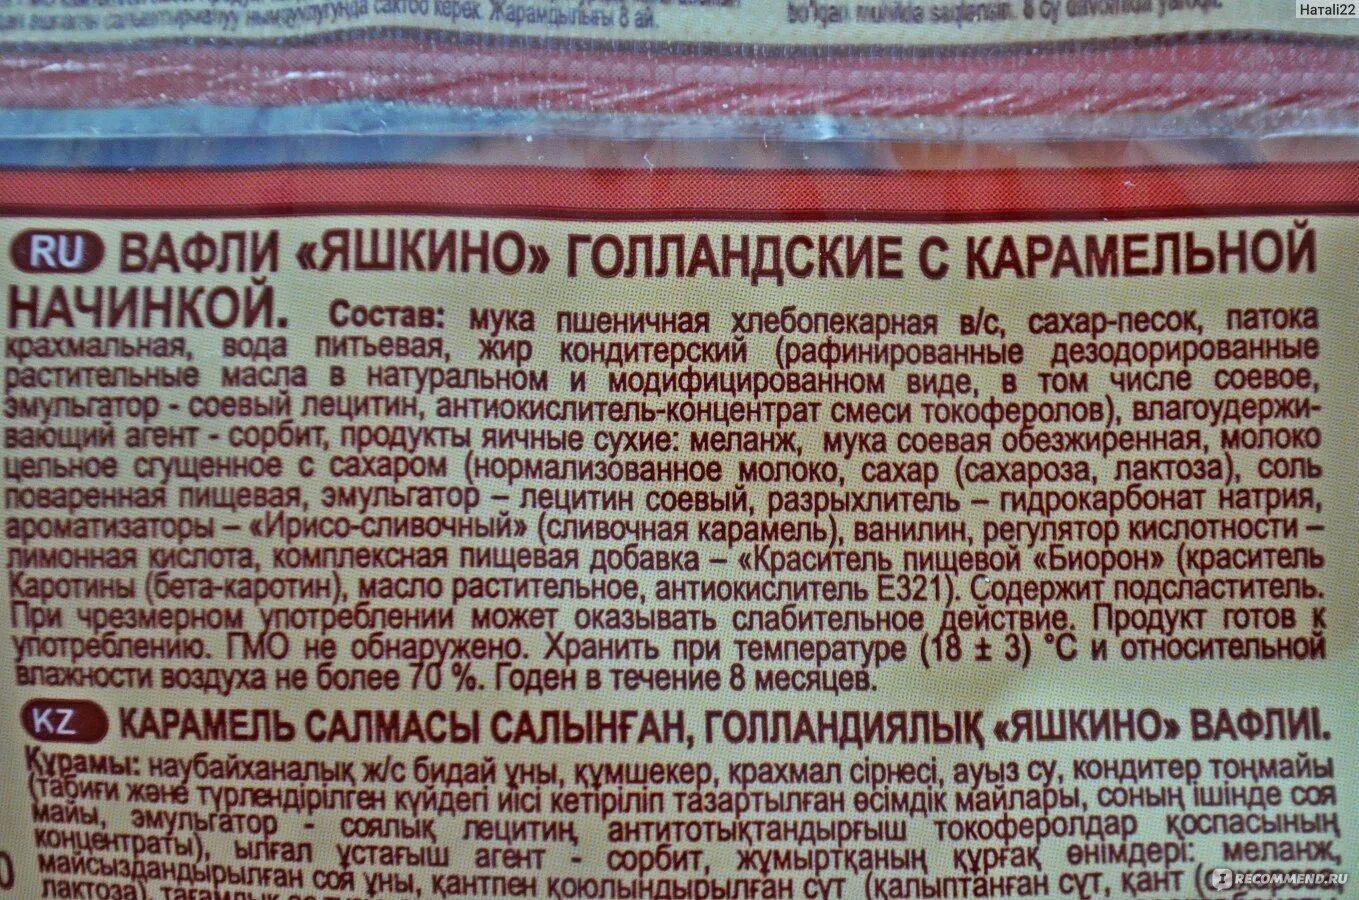 Натali22
сактоо керек. Жарамдылыгы 8 ай.
RU ВАФЛИ «ЯШКИНО» ГОЛЛАНДСКИЕ С КАРАМЕЛЬНОЙ
НАЧИНКОЙ. Состав: мука пшеничная хлебопекарная в/с, сахар-песок, патока
крахмальная, вода питьевая, жир кондитерский (рафинированные дезодорированные
растительные масла в натуральном и модифицированном виде, в том числе соевое,
эмульгатор - соевый лецитин, антиокислитель-концентрат смеси токоферолов), влагоудержи-
вающий агент - сорбит, продукты яичные сухие: меланж, мука соевая обезжиренная, молоко
цельное сгущенное с сахаром (нормализованное молоко, сахар (сахароза, лактоза), соль
поваренная пищевая, эмульгатор – лецитин соевый, разрыхлитель – гидрокарбонат натрия,
ароматизаторы – «Ирисо-сливочный» (сливочная карамель), ванилин, регулятор кислотности –
лимонная кислота, комплексная пищевая добавка – «Краситель пищевой «Биорон» (краситель
Каротины (бета-каротин), масло растительное, антиокислитель Е321). Содержит подсластитель.
При чрезмерном употреблении может оказывать слабительное действие. Продукт готов к
употреблению. ГМО не обнаружено. Хранить при температуре (18 ± 3) °С и относительной
влажности воздуха не более 70 %. Годен в течение 8 месяцев.
KZ КАРАМЕЛЬ САЛМАСЫ САЛЫНҒАН, ГОЛЛАНДИЯЛЫҚ «ЯШКИНО» ВАФЛИІ.
Құрамы: наубайханалық ж/с бидай ұны, құмшекер, крахмал сірнесі, ауыз су, кондитер тоңмайы
(табиғи және түрлендірілген күйдегі иісі кетіріліп тазартылған өсімдік майлары, соның ішінде соя
майы, эмульгатор - соялық лецитин, антитотықтандырғыш токоферолдар қоспасының
концентраты), ылғал ұстағыш агент - сорбит, жұмыртқаның құрғақ өнімдері: меланж,
майсыздандырылған соя ұны, қантпен қоюландырылған сүт (қалыптанған сүт, қант
лактоза)
IRECOMMEND.RU